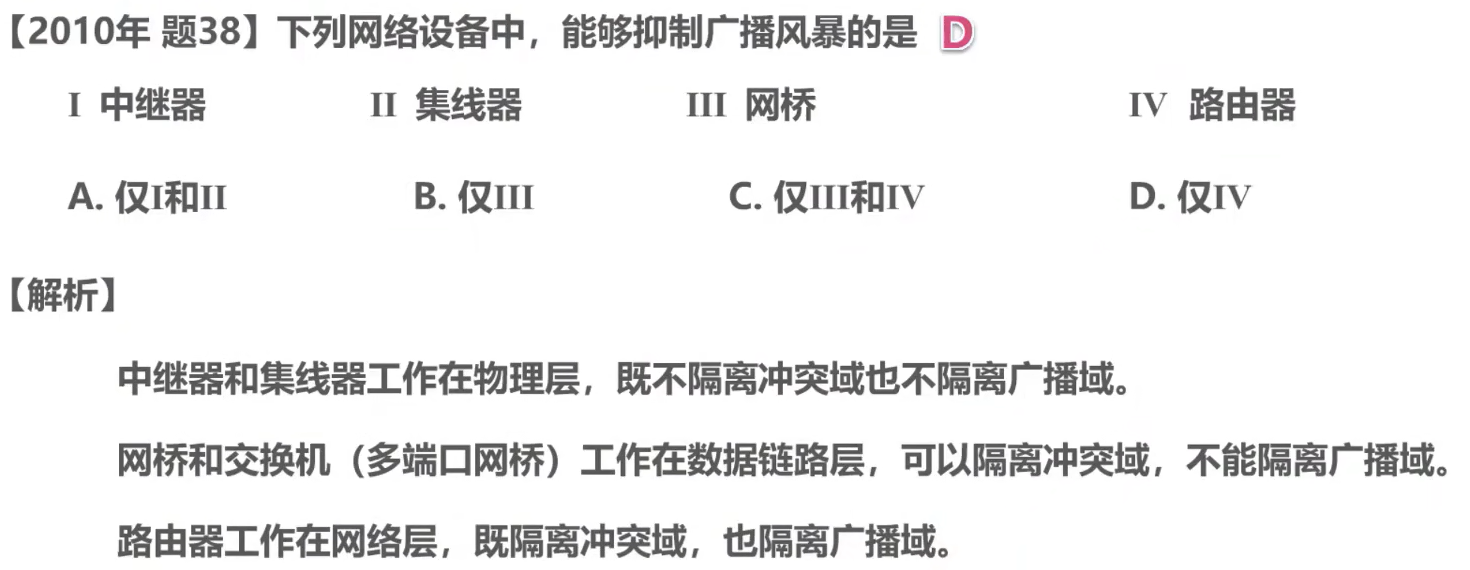 【2010年 题38】下列网络设备中，能够抑制广播风暴的是 D
I 中继器 II 集线器 III 网桥 IV 路由器
A. 仅I和II B. 仅III C. 仅III和IV D. 仅IV
【解析】
中继器和集线器工作在物理层，既不隔离冲突域也不隔离广播域。
网桥和交换机（多端口网桥）工作在数据链路层，可以隔离冲突域，不能隔离广播域。
路由器工作在网络层，既隔离冲突域，也隔离广播域。